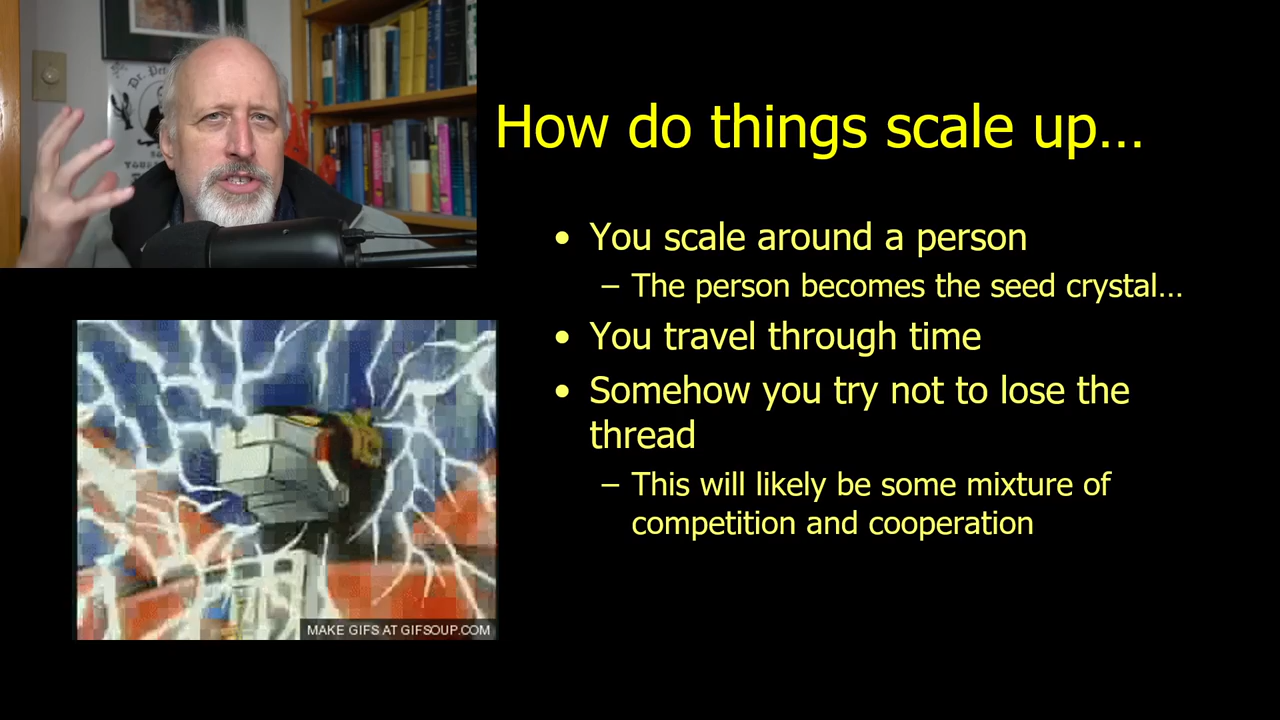 Dr. Pete
How do things scale up…
• You scale around a person
– The person becomes the seed crystal…
• You travel through time
• Somehow you try not to lose the
thread
– This will likely be some mixture of
competition and cooperation
MAKE GIFS AT GIFSOUP.COM